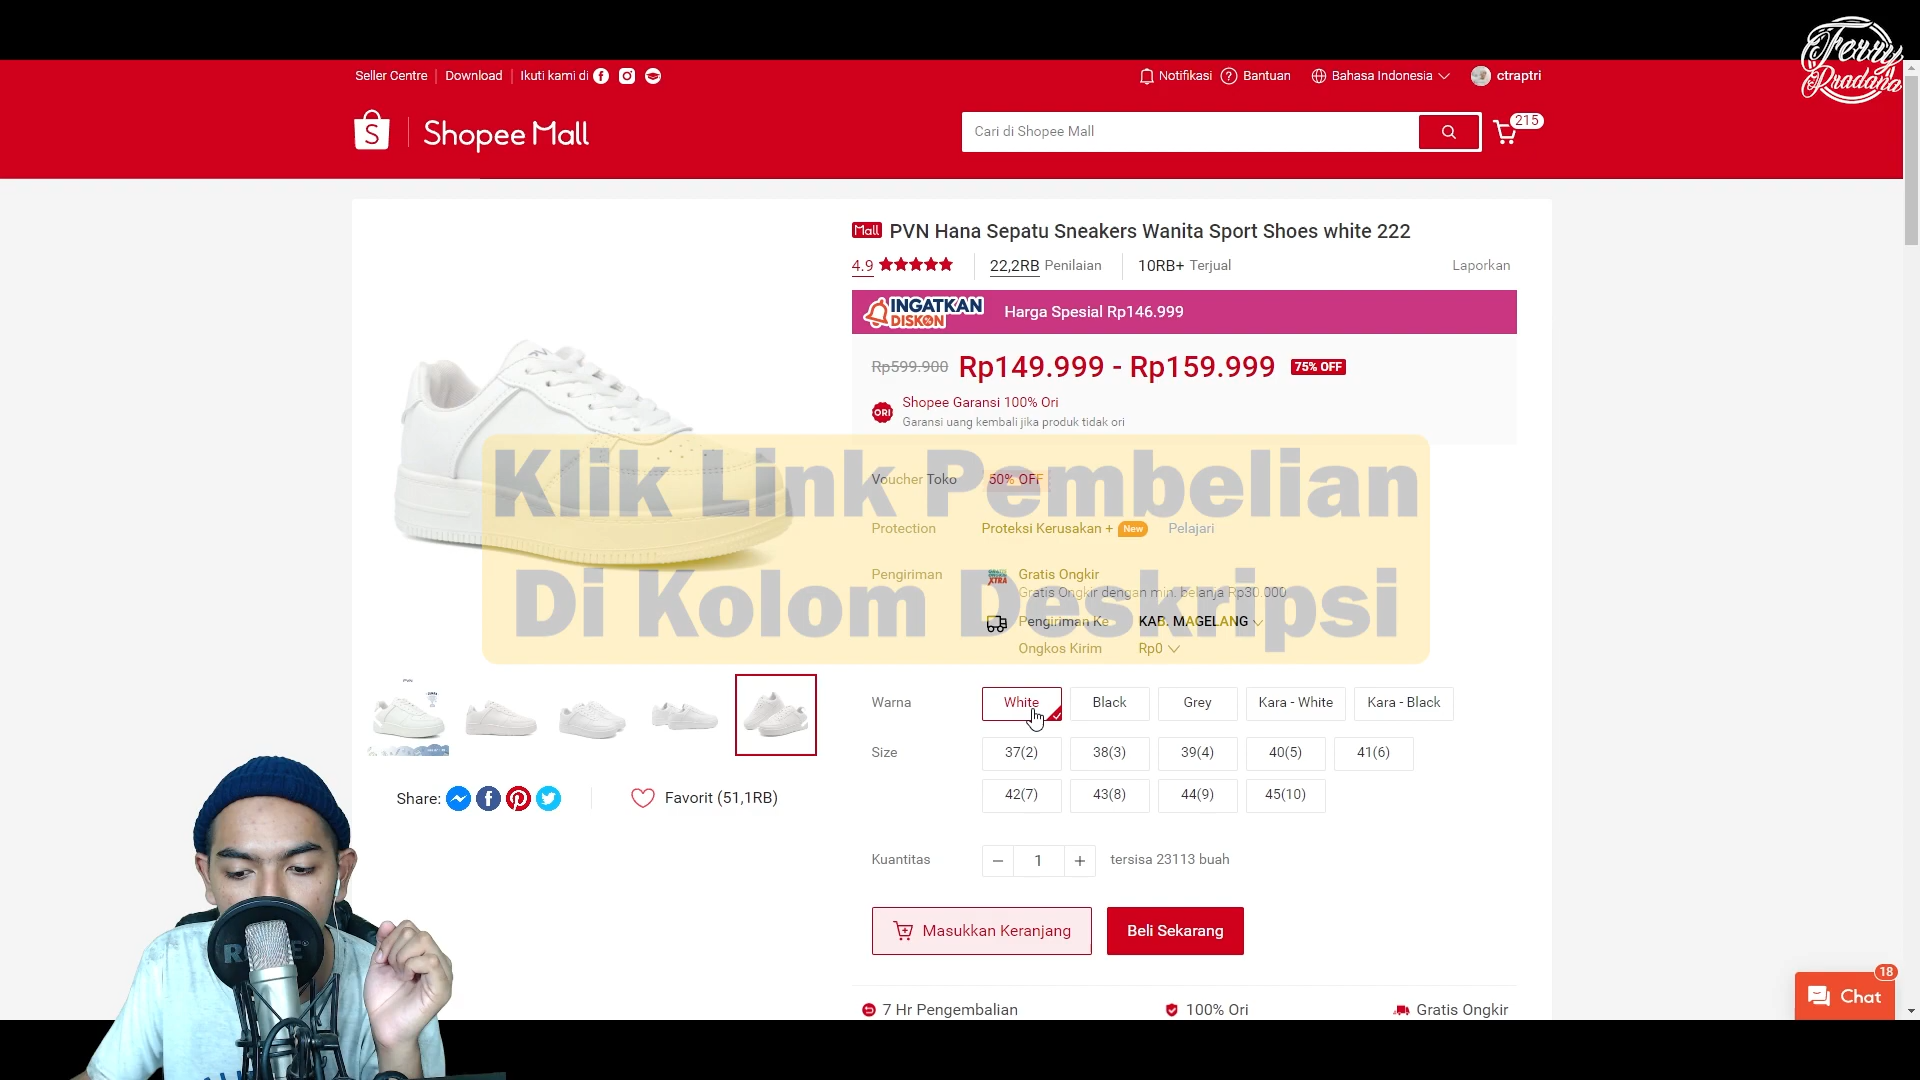 Ferry
Pradana
Seller Centre
Download
Ikuti kami di
Notifikasi
Bantuan
Bahasa Indonesia
ctraptri
Shopee Mall
Cari di Shopee Mall
215
Mall PVN Hana Sepatu Sneakers Wanita Sport Shoes white 222
4.9
22,2RB Penilaian
10RB+ Terjual
Laporkan
INGATKAN
DISKON
Harga Spesial Rp146.999
Rp599.900 Rp149.999 - Rp159.999 75% OFF
ORI
Shopee Garansi 100% Ori
Garansi uang kembali jika produk tidak ori
Klik Link Pembelian
Di Kolom Deskripsi
Voucher Toko 50% OFF
Protection Proteksi Kerusakan + New Pelajari
Pengiriman XTRA Gratis Ongkir
Gratis Ongkir dengan min. belanja Rp30.000
Pengiriman Ke KAB. MAGELANG
Ongkos Kirim Rp0
Warna White Black Grey Kara - White Kara - Black
Size 37(2) 38(3) 39(4) 40(5) 41(6)
42(7) 43(8) 44(9) 45(10)
Share:
Favorit (51,1RB)
Kuantitas − 1 + tersisa 23113 buah
Masukkan Keranjang
Beli Sekarang
7 Hr Pengembalian
100% Ori
Gratis Ongkir
18
Chat